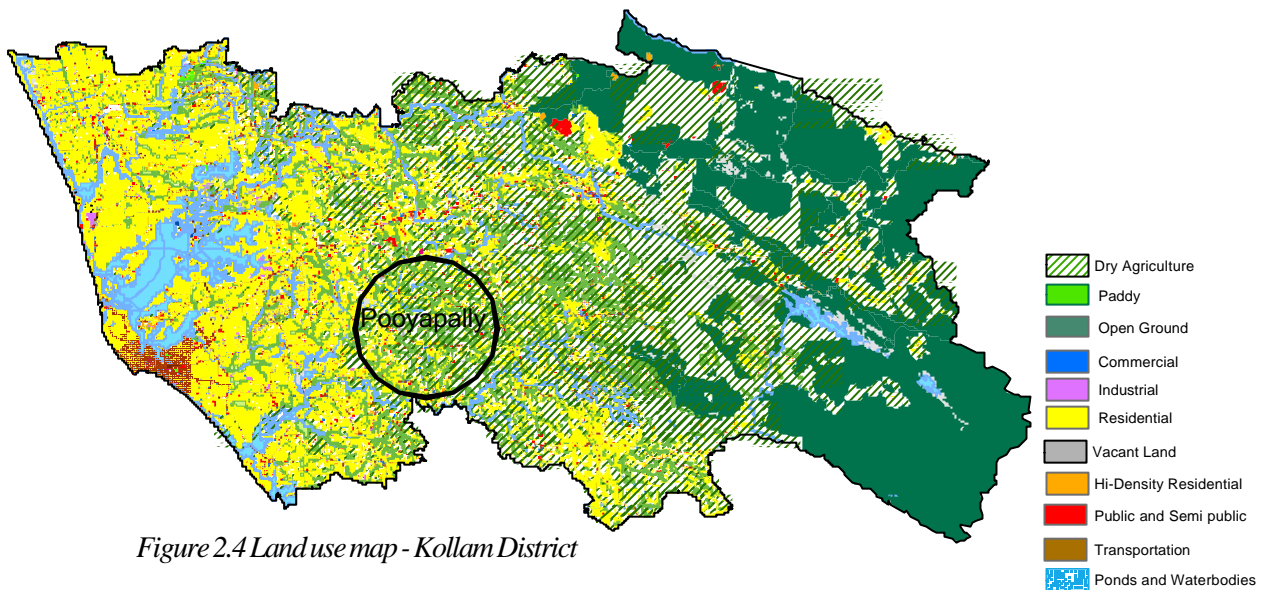 Pooyapally
Dry Agriculture
Paddy
Open Ground
Commercial
Industrial
Residential
Vacant Land
Hi-Density Residential
Public and Semi public
Transportation
Ponds and Waterbodies
Figure 2.4 Land use map - Kollam District